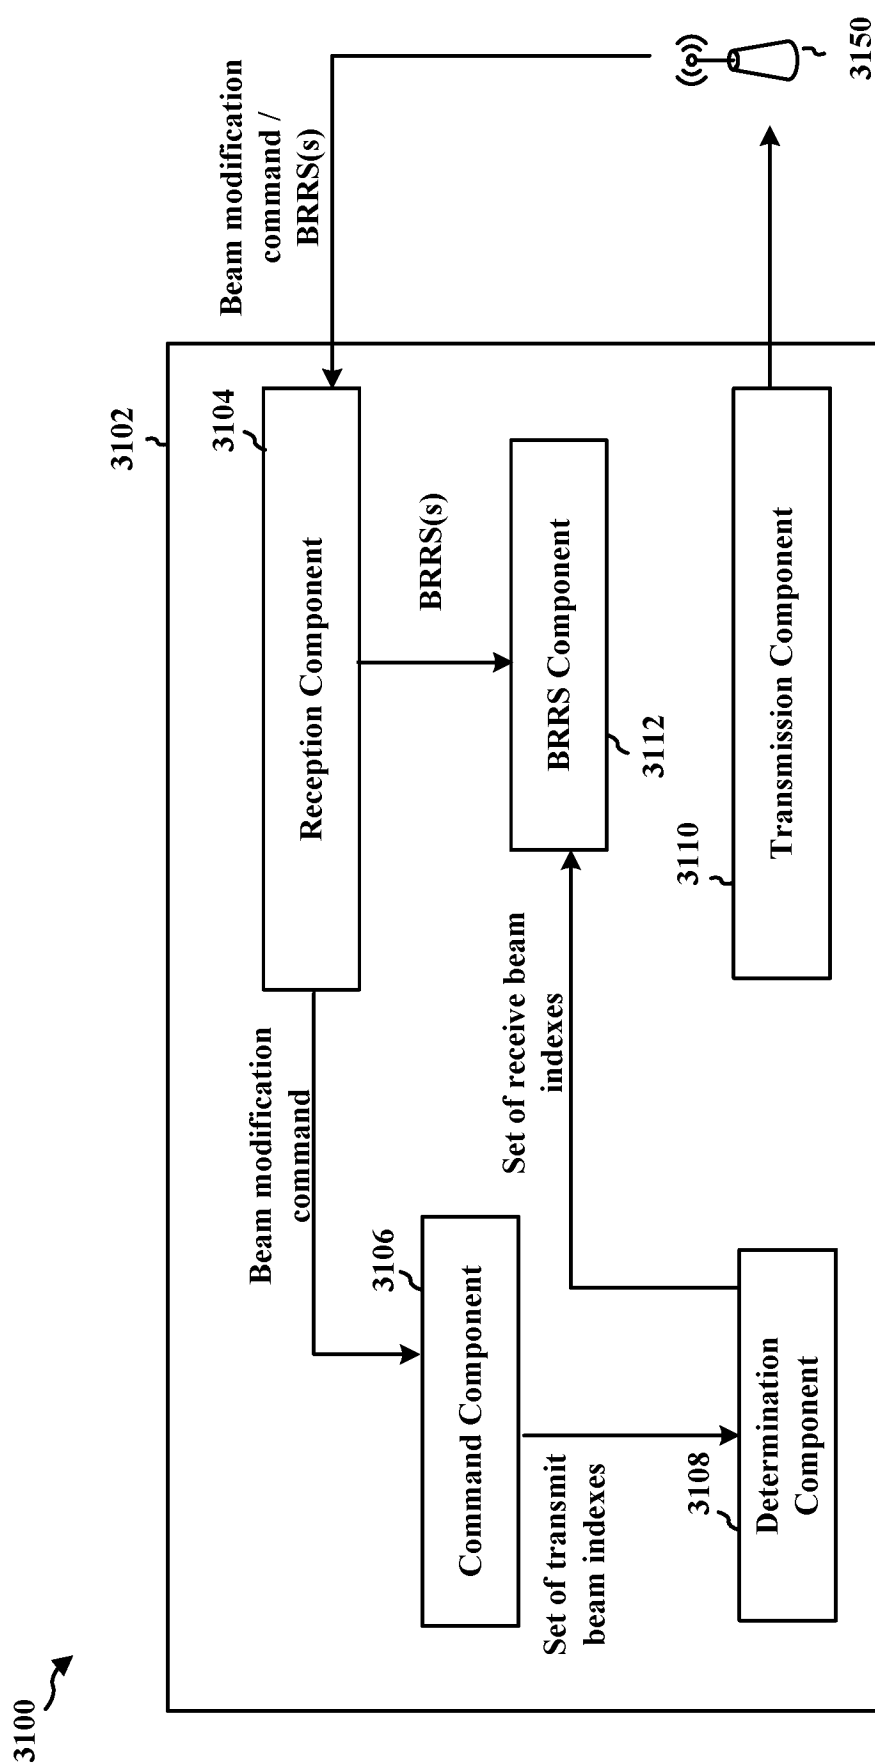 3100
3102
Beam modification
command /
BRRS(s)
3150
3104
Reception Component
Beam modification
command
BRRS(s)
3106
Command Component
BRRS Component
3112
Set of receive beam
indexes
Set of transmit
beam indexes
3108
Determination
Component
3110
Transmission Component